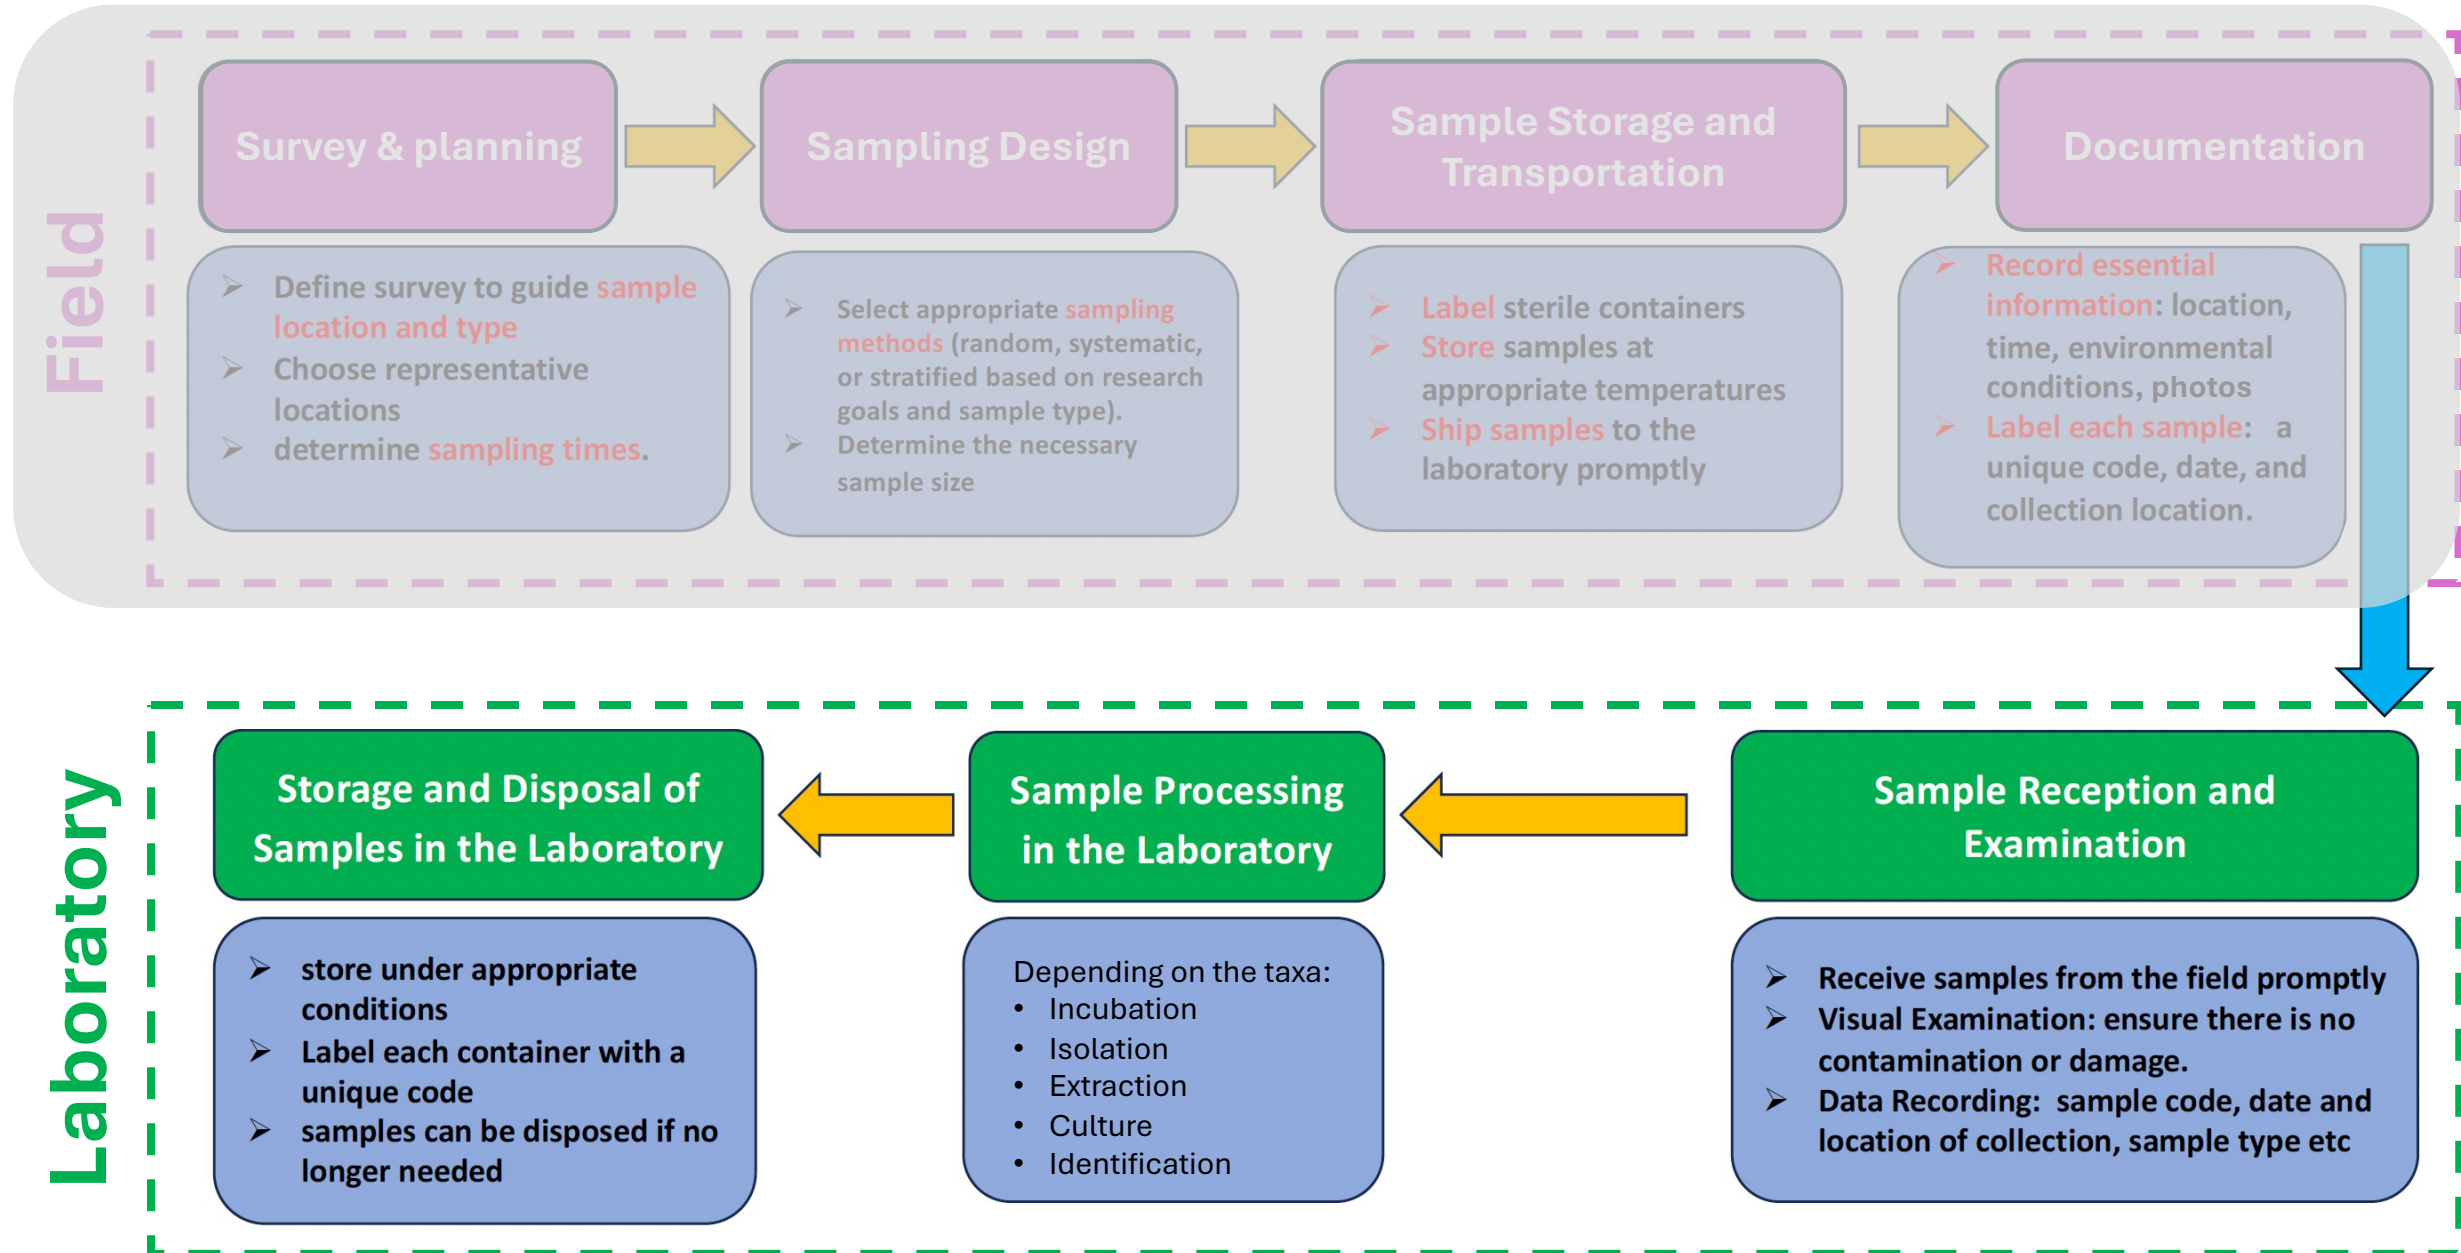 Field
Survey & planning
Sampling Design
Sample Storage and
Transportation
Documentation
➢ Define survey to guide sample
location and type
➢ Choose representative
locations
➢ determine sampling times.
➢ Select appropriate sampling
methods (random, systematic,
or stratified based on research
goals and sample type).
➢ Determine the necessary
sample size
➢ Label sterile containers
➢ Store samples at
appropriate temperatures
➢ Ship samples to the
laboratory promptly
➢ Record essential
information: location,
time, environmental
conditions, photos
➢ Label each sample: a
unique code, date, and
collection location.
Laboratory
Sample Reception and
Examination
➢ Receive samples from the field promptly
➢ Visual Examination: ensure there is no
contamination or damage.
➢ Data Recording: sample code, date and
location of collection, sample type etc
Sample Processing
in the Laboratory
Depending on the taxa:
• Incubation
• Isolation
• Extraction
• Culture
• Identification
Storage and Disposal of
Samples in the Laboratory
➢ store under appropriate
conditions
➢ Label each container with a
unique code
➢ samples can be disposed if no
longer needed